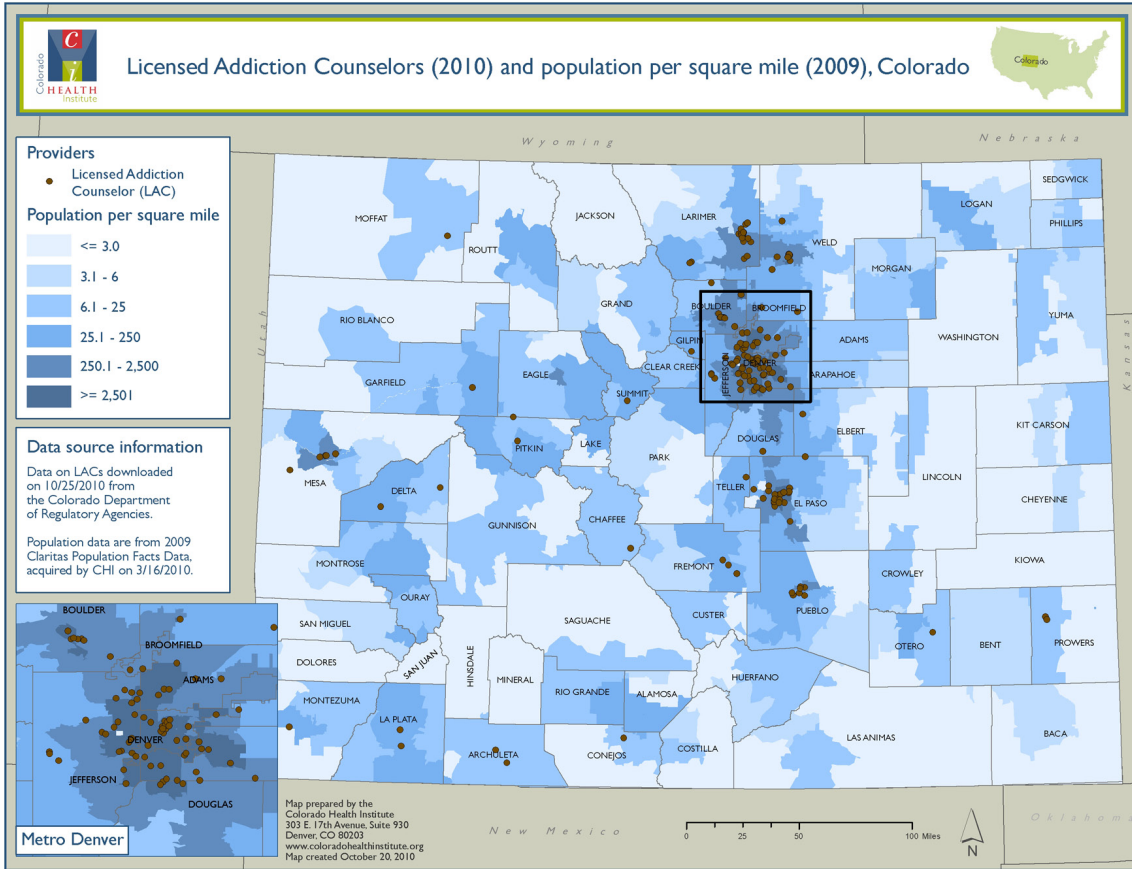 Colorado
c
i
HEALTH
Institute
Licensed Addiction Counselors (2010) and population per square mile (2009), Colorado
Colorado
Providers
Licensed Addiction
Counselor (LAC)
Population per square mile
<= 3.0
3.1 - 6
6.1 - 25
25.1 - 250
250.1 - 2,500
>= 2,501
Data source information
Data on LACs downloaded
on 10/25/2010 from
the Colorado Department
of Regulatory Agencies.
Population data are from 2009
Claritas Population Facts Data,
acquired by CHI on 3/16/2010.
Wyoming
Nebraska
Utah
Kansas
New Mexico
Oklahoma
MOFFAT
ROUTT
JACKSON
LARIMER
WELD
LOGAN
SEDGWICK
PHILLIPS
MORGAN
GRAND
BOULDER
BROOMFIELD
RIO BLANCO
GILPIN
ADAMS
WASHINGTON
YUMA
EAGLE
CLEAR CREEK
DENVER
JEFFERSON
ARAPAHOE
GARFIELD
SUMMIT
PITKIN
LAKE
PARK
DOUGLAS
ELBERT
KIT CARSON
MESA
DELTA
TELLER
EL PASO
LINCOLN
CHEYENNE
GUNNISON
CHAFFEE
MONTROSE
FREMONT
CROWLEY
KIOWA
OURAY
CUSTER
PUEBLO
SAN MIGUEL
SAGUACHE
OTERO
BENT
PROWERS
DOLORES
SAN JUAN
HINSDALE
MINERAL
HUERFANO
MONTEZUMA
LA PLATA
RIO GRANDE
ALAMOSA
ARCHULETA
CONEJOS
COSTILLA
LAS ANIMAS
BACA
BOULDER
BROOMFIELD
ADAMS
DENVER
JEFFERSON
DOUGLAS
Metro Denver
Map prepared by the
Colorado Health Institute
303 E. 17th Avenue, Suite 930
Denver, CO 80203
www.coloradohealthinstitute.org
Map created October 20, 2010
0 25 50 100 Miles
N